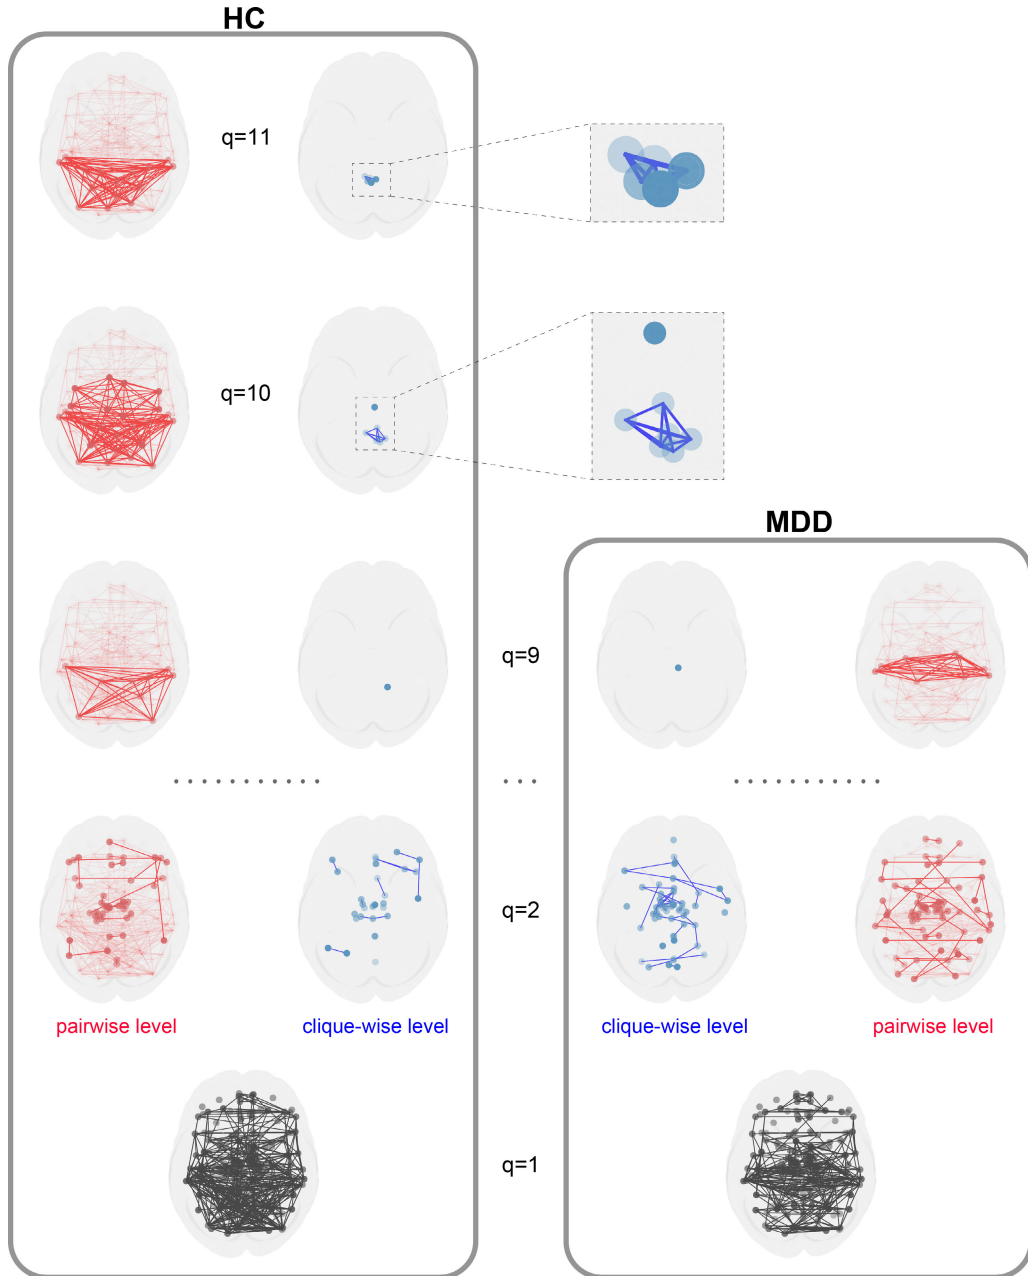 HC
q=11
q=10
MDD
q=9
q=2
pairwise level
clique-wise level
clique-wise level
pairwise level
q=1